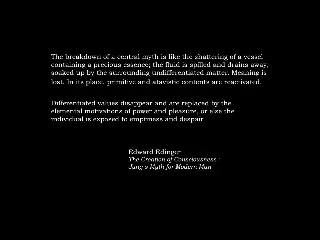 The breakdown of a central myth is like the shattering of a vessel
containing a precious essence; the fluid is spilled and drains away,
soaked up by the surrounding undifferentiated matter. Meaning is
lost. In its place, primitive and atavistic contents are reactivated.
Differentiated values disappear and are replaced by the
elemental motivations of power and pleasure, or else the
individual is exposed to emptiness and despair.
Edward Edinger
The Creation of Consciousness :
Jung's Myth for Modern Man